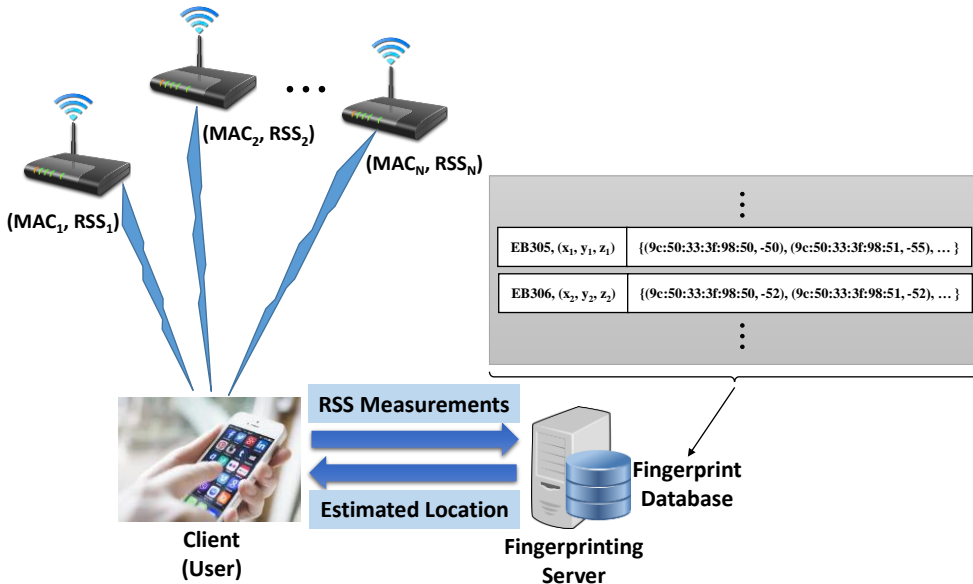 • • •
(MAC₂, RSS₂)
(MACₙ, RSSₙ)
(MAC₁, RSS₁)
EB305, (x₁, y₁, z₁) {(9c:50:33:3f:98:50, -50), (9c:50:33:3f:98:51, -55), … }
EB306, (x₂, y₂, z₂) {(9c:50:33:3f:98:50, -52), (9c:50:33:3f:98:51, -52), … }
RSS Measurements
Estimated Location
Fingerprint
Database
Client
(User)
Fingerprinting
Server